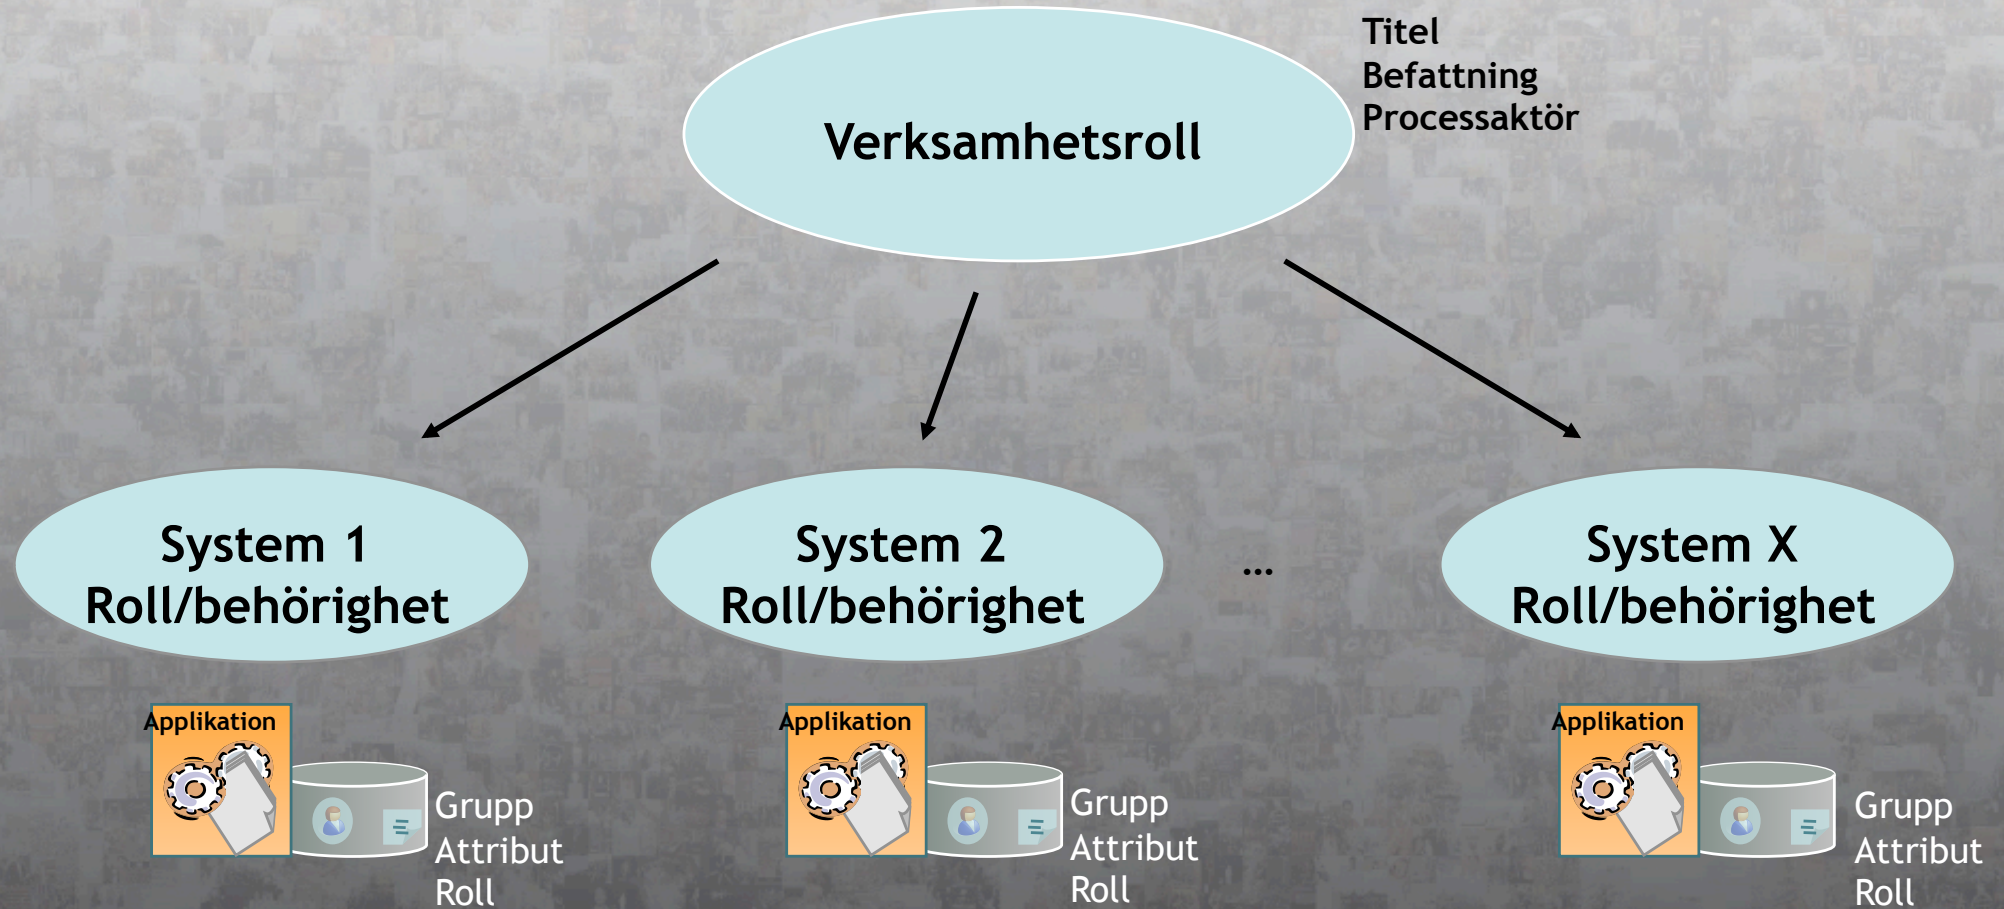 Titel
Befattning
Processaktör
Verksamhetsroll
System 1
Roll/behörighet
System 2
Roll/behörighet
...
System X
Roll/behörighet
Applikation
Grupp
Attribut
Roll
Applikation
Grupp
Attribut
Roll
Applikation
Grupp
Attribut
Roll